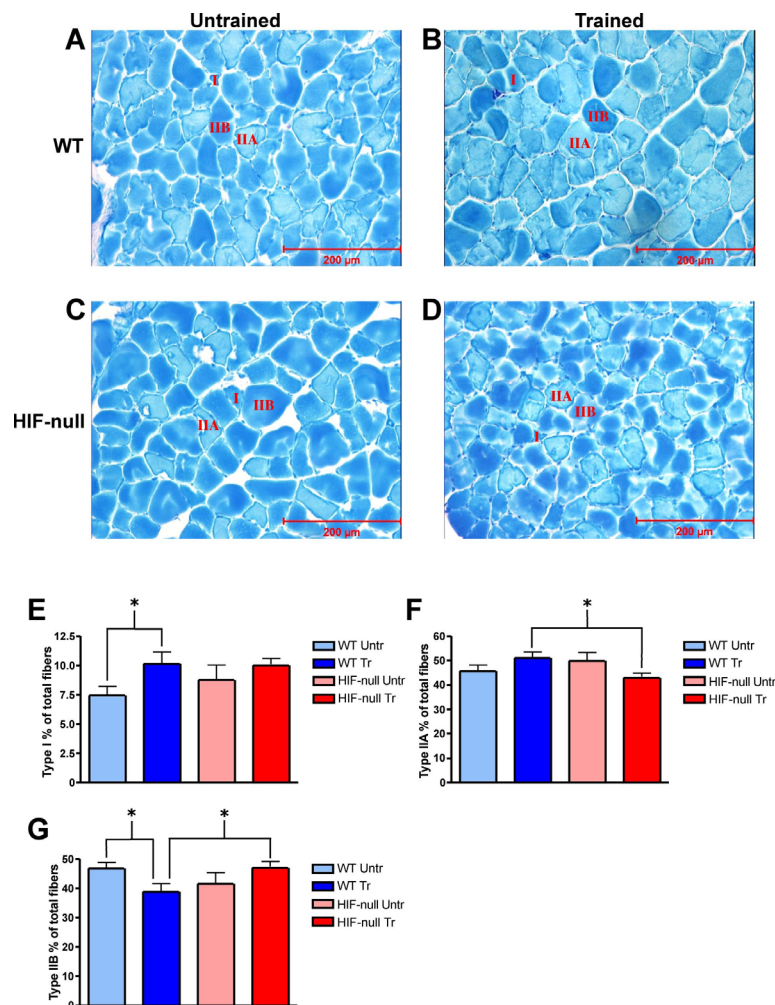 Untrained Trained
A B
I I
IIB IIB
IIA IIA
WT
200 µm 200 µm
C D
I IIB IIA
IIA IIB
HIF-null
I
200 µm 200 µm
E F
*
12.5
10.0
7.5
5.0
2.5
0.0
Type I % of total fibers
WT Untr
WT Tr
HIF-null Untr
HIF-null Tr
*
60
50
40
30
20
10
0
Type IIA % of total fibers
WT Untr
WT Tr
HIF-null Untr
HIF-null Tr
G
* *
50
40
30
20
10
0
Type IIB % of total fibers
WT Untr
WT Tr
HIF-null Untr
HIF-null Tr